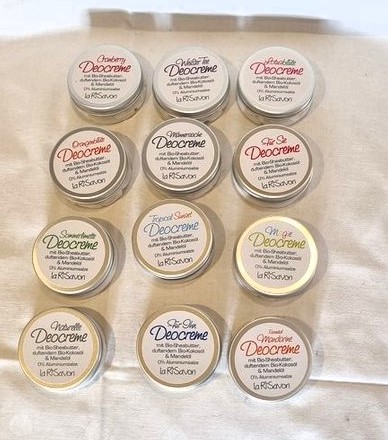 Cranberry
Deocreme
mit Bio-Sheabutter,
duftendem Bio-Kokosöl
& Mandelöl
0% Aluminiumsalze
La RiSavon
Weißer Tee
Deocreme
mit Bio-Sheabutter,
duftendem Bio-Kokosöl
& Mandelöl
0% Aluminiumsalze
La RiSavon
Lotusblüte
Deocreme
mit Bio-Sheabutter,
duftendem Bio-Kokosöl
& Mandelöl
0% Aluminiumsalze
La RiSavon
Orangenblüte
Deocreme
mit Bio-Sheabutter,
duftendem Bio-Kokosöl
& Mandelöl
0% Aluminiumsalze
La RiSavon
Männersache
Deocreme
mit Bio-Sheabutter,
duftendem Bio-Kokosöl
& Mandelöl
0% Aluminiumsalze
La RiSavon
Für Sie
Deocreme
mit Bio-Sheabutter,
duftendem Bio-Kokosöl
& Mandelöl
0% Aluminiumsalze
La RiSavon
Deocreme
mit Bio-Sheabutter,
duftendem Bio-Kokosöl
& Mandelöl
0% Aluminiumsalze
La RiSavon
Tropical Sunset
Deocreme
mit Bio-Sheabutter,
duftendem Bio-Kokosöl
& Mandelöl
0% Aluminiumsalze
La RiSavon
Deocreme
mit Bio-Sheabutter,
duftendem Bio-Kokosöl
& Mandelöl
0% Aluminiumsalze
La RiSavon
Naturelle
Deocreme
mit Bio-Sheabutter,
duftendem Bio-Kokosöl
& Mandelöl
0% Aluminiumsalze
La RiSavon
Für Ihn
Deocreme
mit Bio-Sheabutter,
duftendem Bio-Kokosöl
& Mandelöl
0% Aluminiumsalze
La RiSavon
Mandarine
Deocreme
mit Bio-Sheabutter,
duftendem Bio-Kokosöl
& Mandelöl
0% Aluminiumsalze
La RiSavon